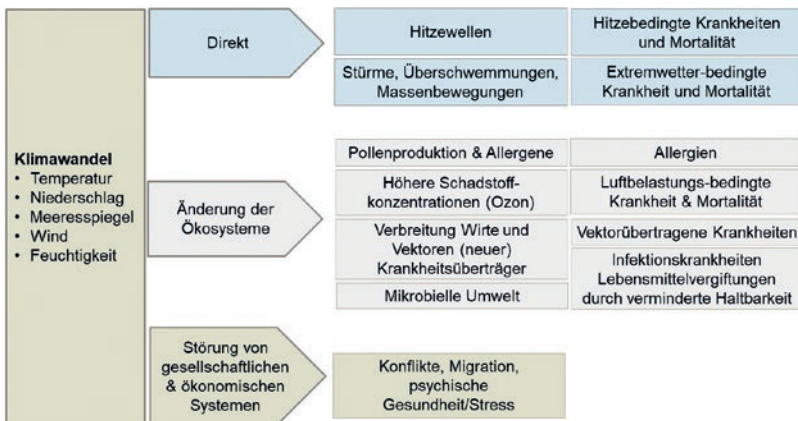 Klimawandel
• Temperatur
• Niederschlag
• Meeresspiegel
• Wind
• Feuchtigkeit
Direkt
Hitzewellen
Hitzebedingte Krankheiten
und Mortalität
Stürme, Überschwemmungen,
Massenbewegungen
Extremwetter-bedingte
Krankheit und Mortalität
Änderung der
Ökosysteme
Pollenproduktion & Allergene
Allergien
Höhere Schadstoff-
konzentrationen (Ozon)
Luftbelastungs-bedingte
Krankheit & Mortalität
Verbreitung Wirte und
Vektoren (neuer)
Krankheitsüberträger
Vektorübertragene Krankheiten
Mikrobielle Umwelt
Infektionskrankheiten
Lebensmittelvergiftungen
durch verminderte Haltbarkeit
Störung von
gesellschaftlichen
& ökonomischen
Systemen
Konflikte, Migration,
psychische
Gesundheit/Stress